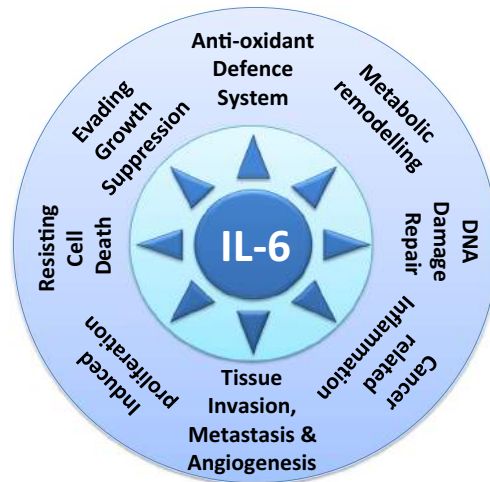 Anti-oxidant
Defence
System
Metabolic
remodelling
DNA
Damage
Repair
Cancer
related
Inflammation
Tissue
Invasion,
Metastasis &
Angiogenesis
Induced
proliferation
Resisting
Cell
Death
Evading
Growth
Suppression
IL-6